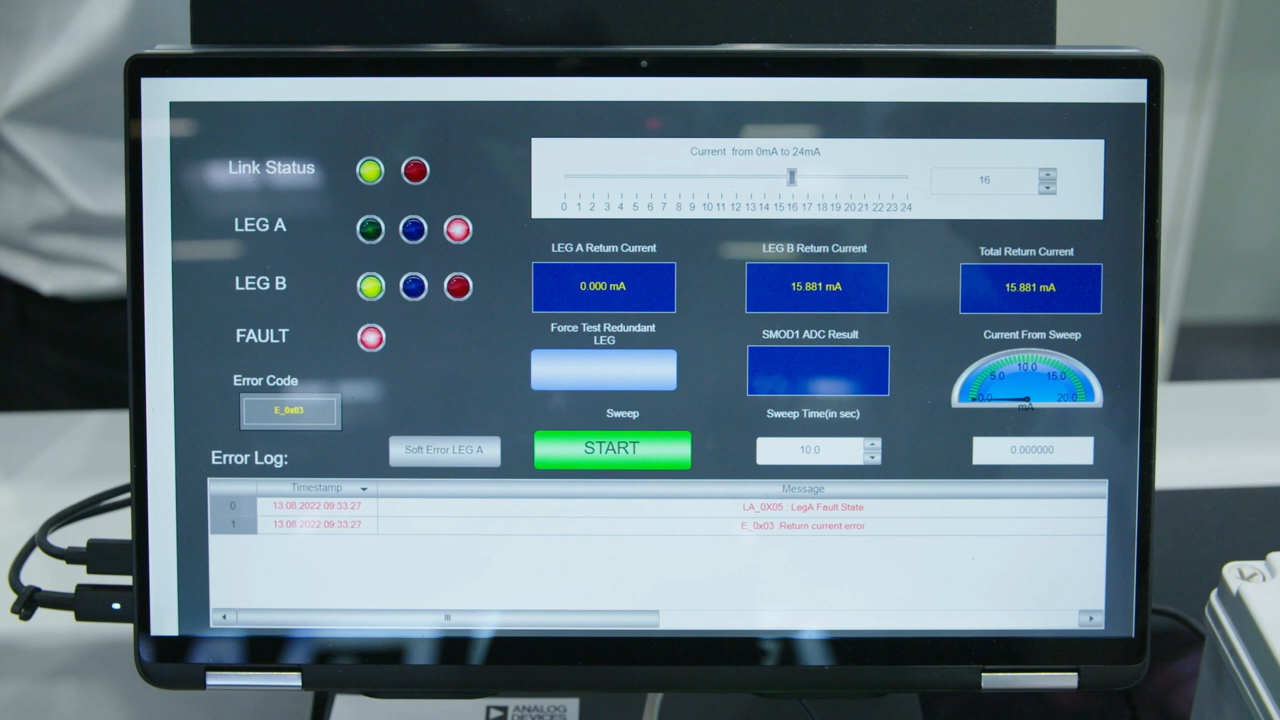 Current from 0mA to 24mA
Link Status
16
0 1 2 3 4 5 6 7 8 9 10 11 12 13 14 15 16 17 18 19 20 21 22 23 24
LEG A
LEG A Return Current
LEG B Return Current
Total Return Current
LEG B
0.000 mA
15.881 mA
15.881 mA
FAULT
Force Test Redundant
LEG
SMOD1 ADC Result
Current From Sweep
0.0 5.0 10.0 15.0 20.0
mA
Error Code
E_0x03
Sweep
Sweep Time(in sec)
Soft Error LEG A
START
10.0
0.000000
Error Log:
Timestamp
Message
0 13.08.2022 09:33.27 LA_0X05 : LegA Fault State
1 13.08.2022 09:33.27 E_0x03 :Return current error
ANALOG
DEVICES